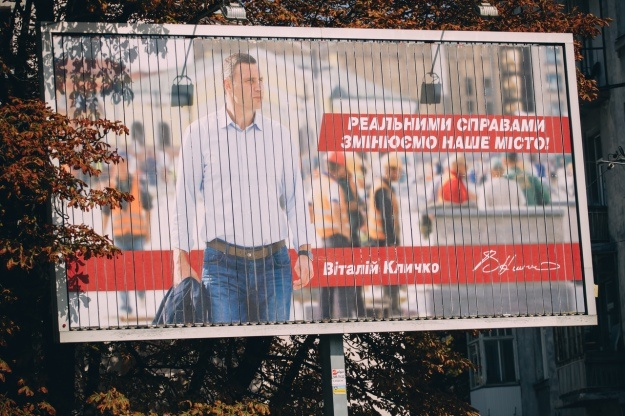 РЕАЛЬНИМИ СПРАВАМИ
ЗМІНЮЄМО НАШЕ МІСТО!
Віталій Кличко